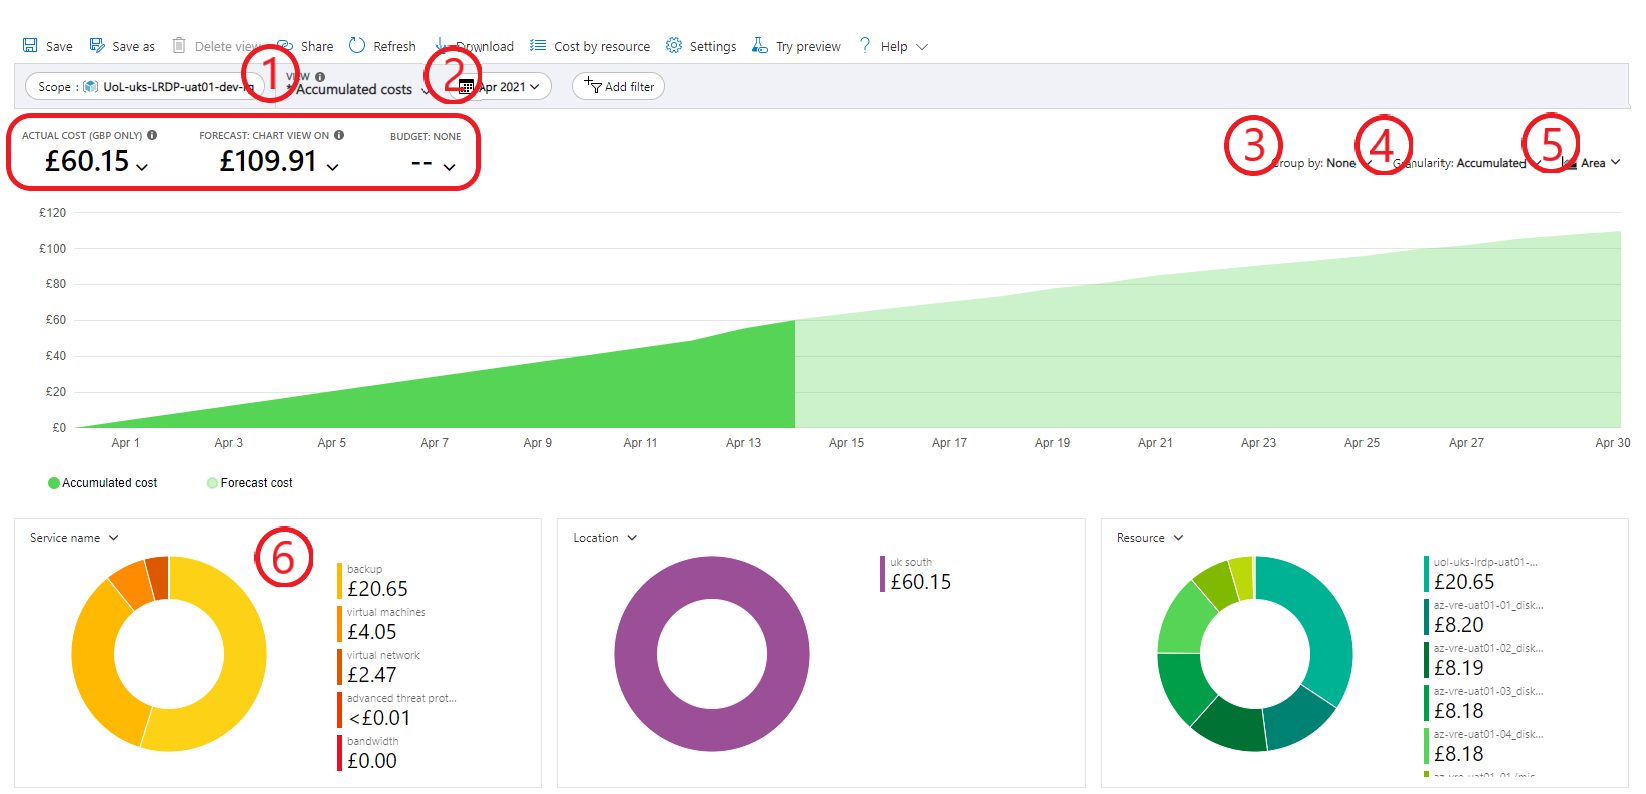 Save
Save as
Delete view
Share
Refresh
Download
Cost by resource
Settings
Try preview
? Help
Scope : UoL-uks-LRDP-uat01-dev-rg
1
VIEW
* Accumulated costs
2
Apr 2021
Add filter
ACTUAL COST (GBP ONLY)
£60.15
FORECAST: CHART VIEW ON
£109.91
BUDGET: NONE
--
3
Group by: None
4
Granularity: Accumulated
5
Area
£120
£100
£80
£60
£40
£20
£0
Apr 1
Apr 3
Apr 5
Apr 7
Apr 9
Apr 11
Apr 13
Apr 15
Apr 17
Apr 19
Apr 21
Apr 23
Apr 25
Apr 27
Apr 30
Accumulated cost
Forecast cost
Service name
6
backup
£20.65
virtual machines
£4.05
virtual network
£2.47
advanced threat prot...
<£0.01
bandwidth
£0.00
Location
uk south
£60.15
Resource
uol-uks-lrdp-uat01-...
£20.65
az-vre-uat01-01_disk...
£8.20
az-vre-uat01-02_disk...
£8.19
az-vre-uat01-03_disk...
£8.18
az-vre-uat01-04_disk...
£8.18